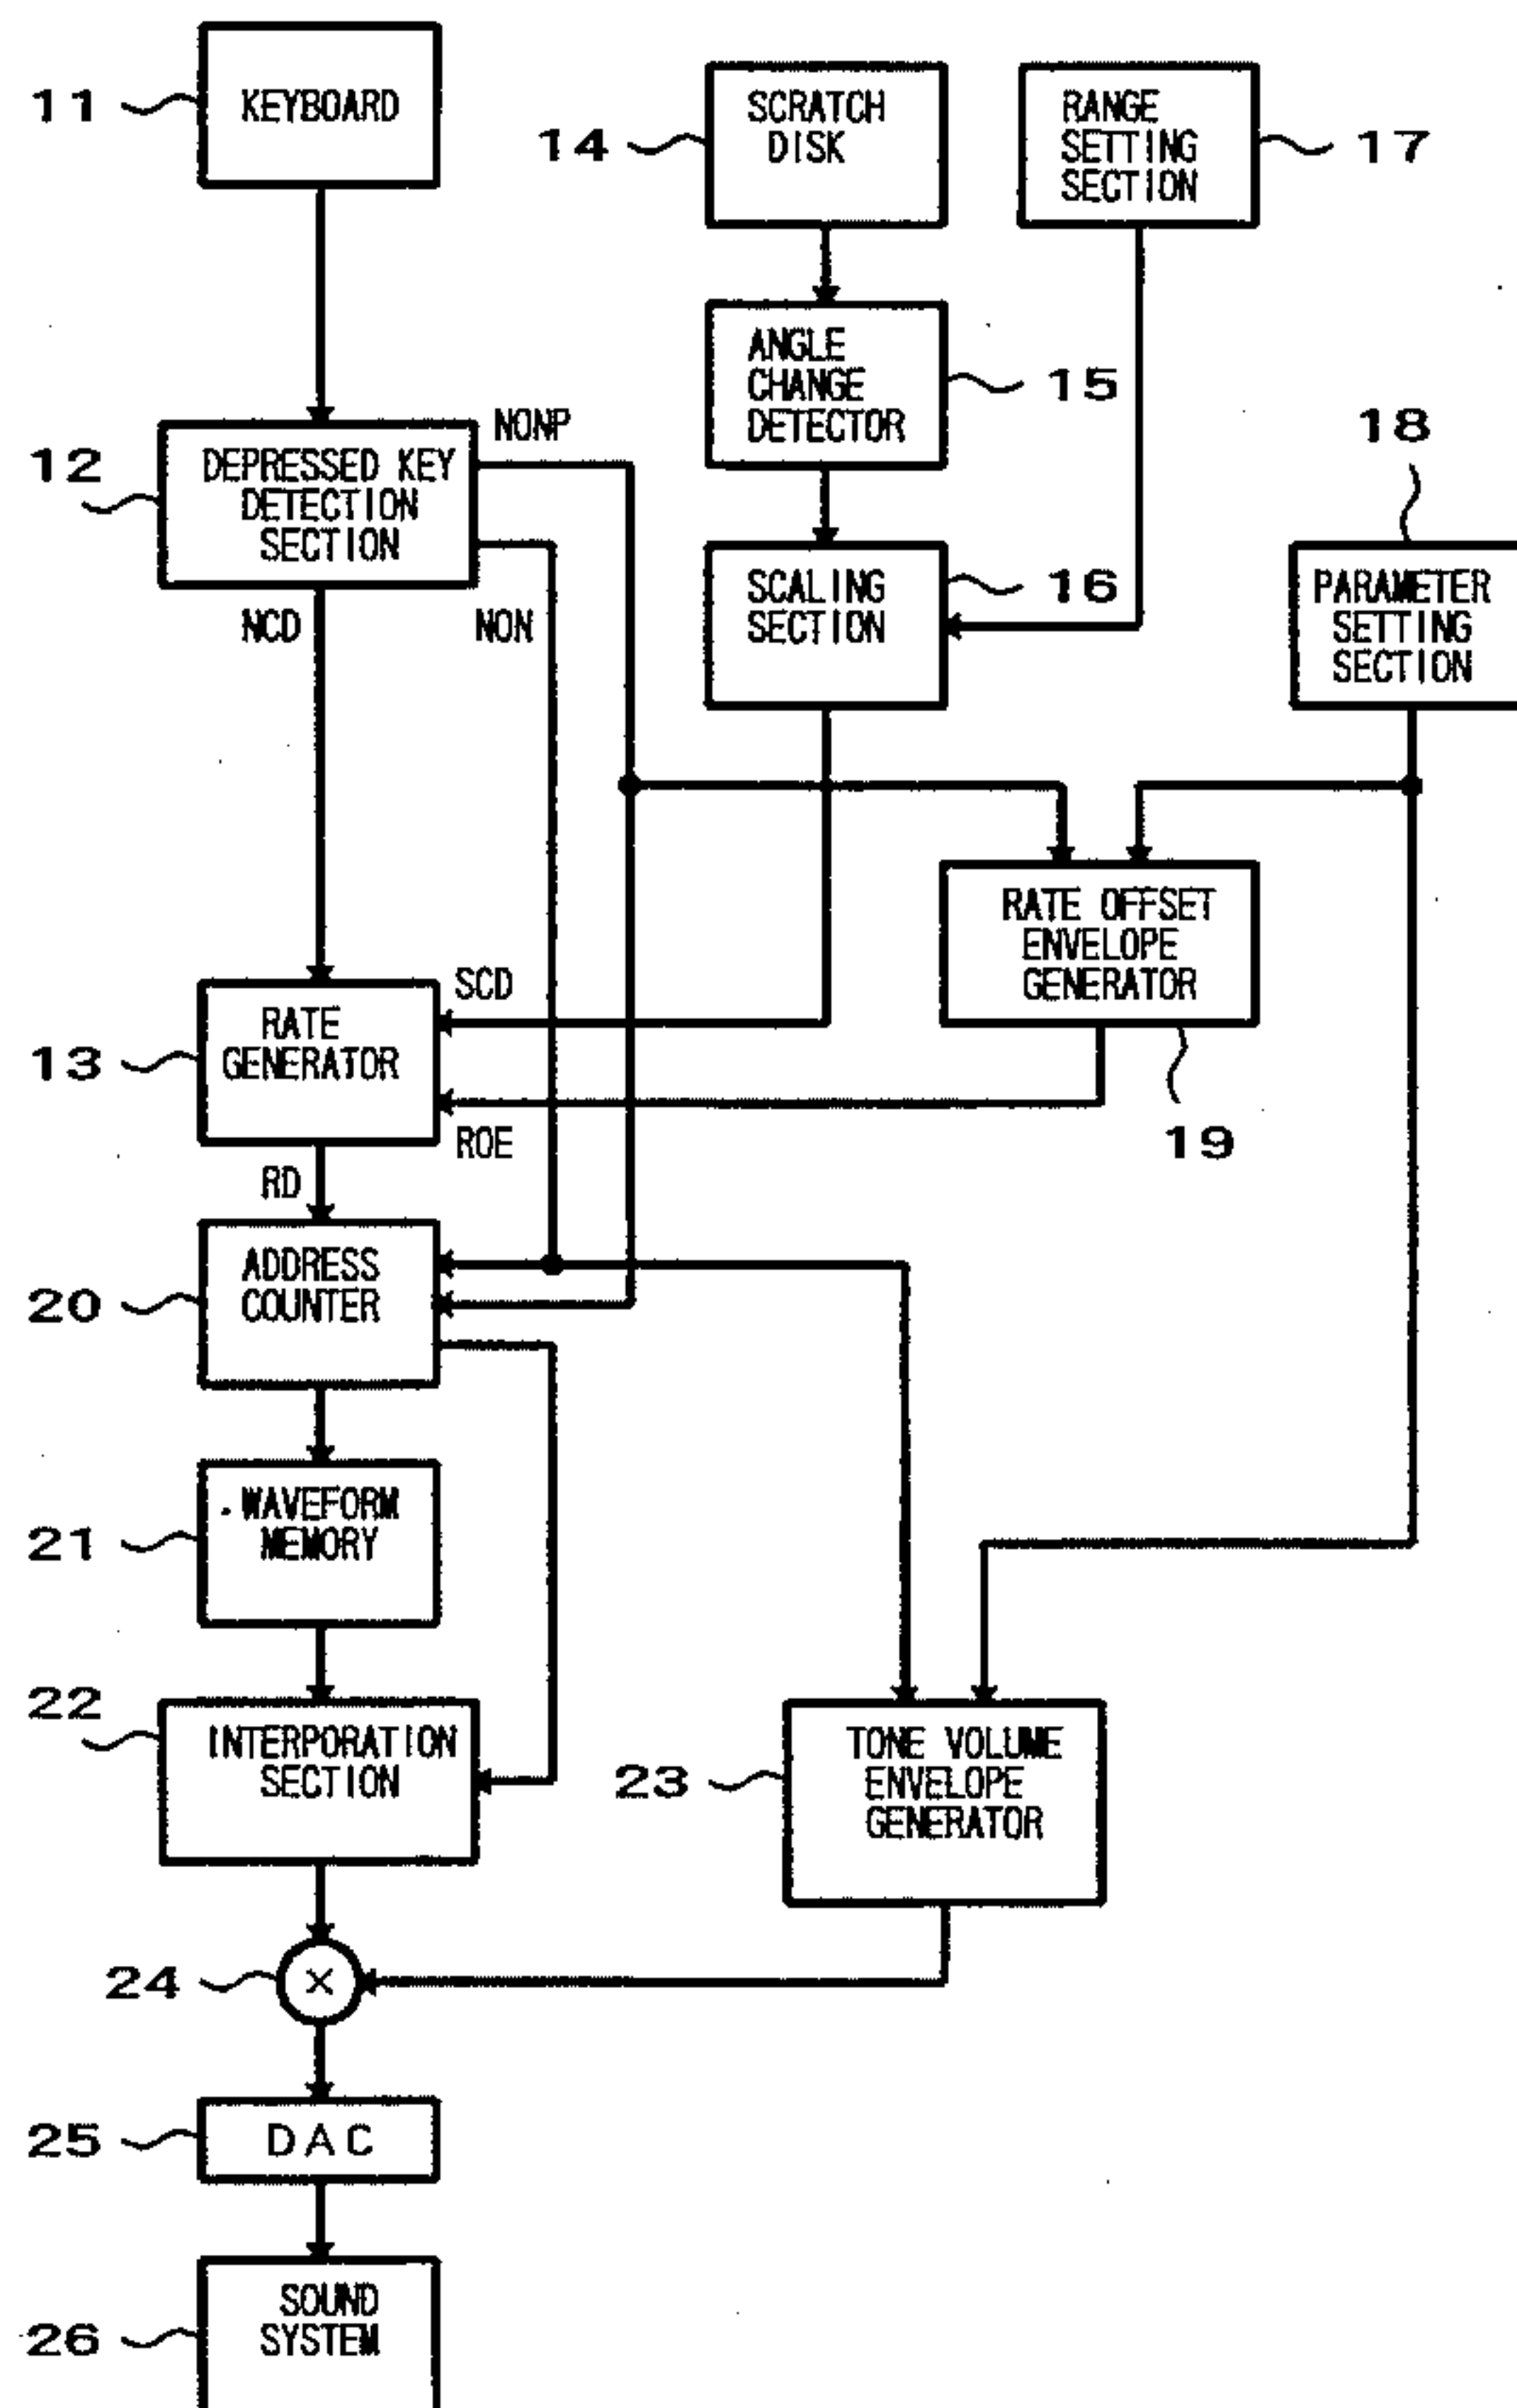 11
KEYBOARD
14
SCRATCH
DISK
RANGE
SETTING
SECTION
17
ANGLE
CHANGE
DETECTOR
15
12
DEPRESSED KEY
DETECTION
SECTION
NONP
NCD
NON
SCALING
SECTION
16
18
PARAMETER
SETTING
SECTION
RATE OFFSET
ENVELOPE
GENERATOR
19
13
RATE
GENERATOR
SCD
ROE
RD
20
ADDRESS
COUNTER
21
WAVEFORM
MEMORY
22
INTERPORATION
SECTION
23
TONE VOLUME
ENVELOPE
GENERATOR
24
×
25
DAC
26
SOUND
SYSTEM